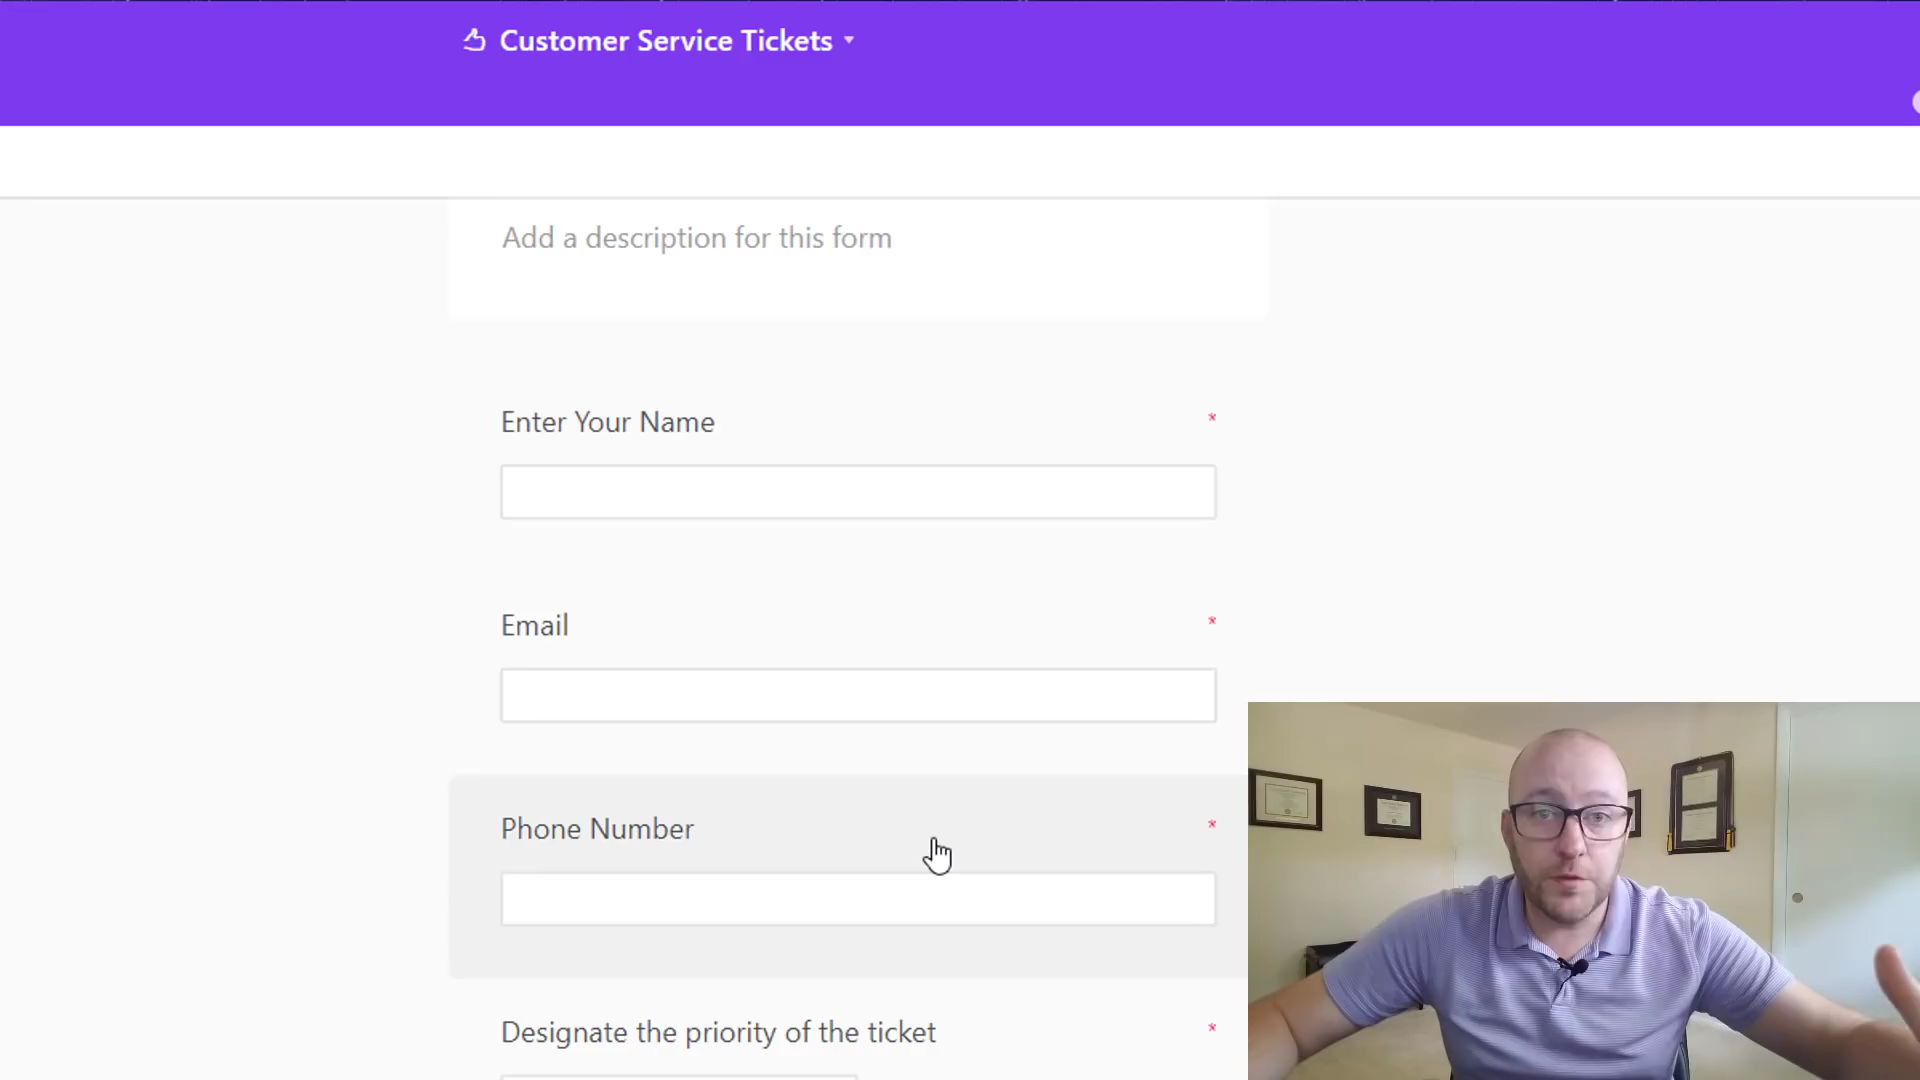 Customer Service Tickets
Add a description for this form
Enter Your Name *
Email *
Phone Number *
Designate the priority of the ticket *